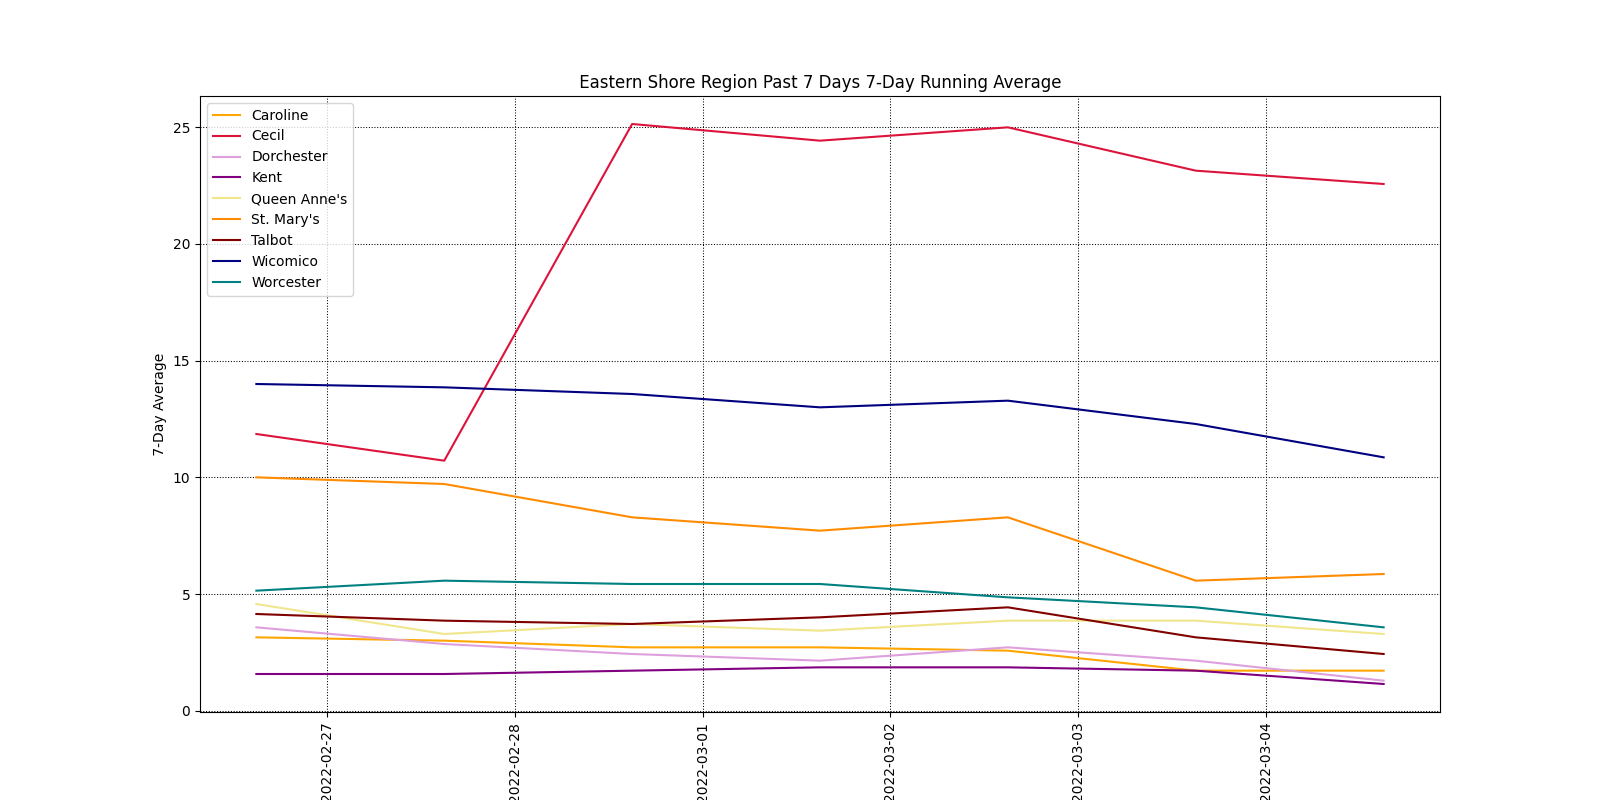 Eastern Shore Region Past 7 Days 7-Day Running Average
Caroline
Cecil
Dorchester
Kent
Queen Anne's
St. Mary's
Talbot
Wicomico
Worcester
25
20
15
10
5
0
7-Day Average
2022-02-27
2022-02-28
2022-03-01
2022-03-02
2022-03-03
2022-03-04